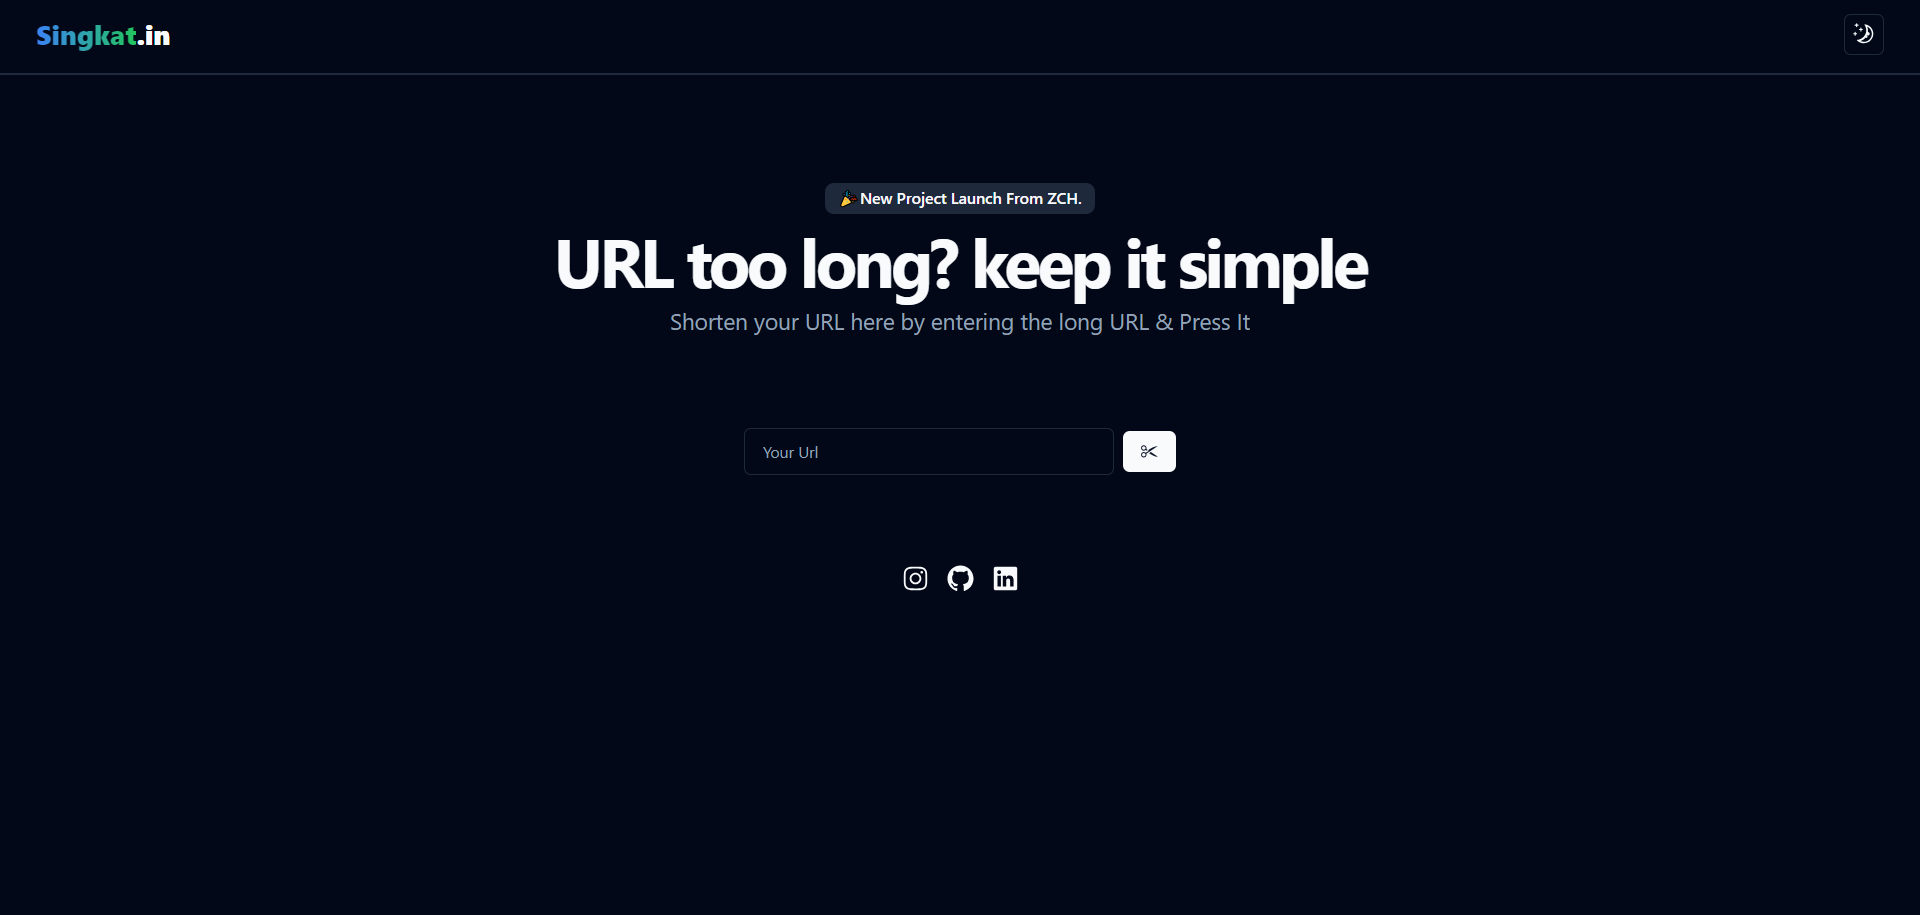 Singkat.in
🎉 New Project Launch From ZCH.
URL too long? keep it simple
Shorten your URL here by entering the long URL & Press It
Your Url